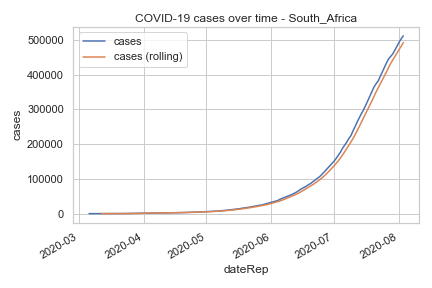 COVID-19 cases over time - South_Africa
cases
cases (rolling)
500000
400000
300000
200000
100000
0
cases
2020-03
2020-04
2020-05
2020-06
2020-07
2020-08
dateRep